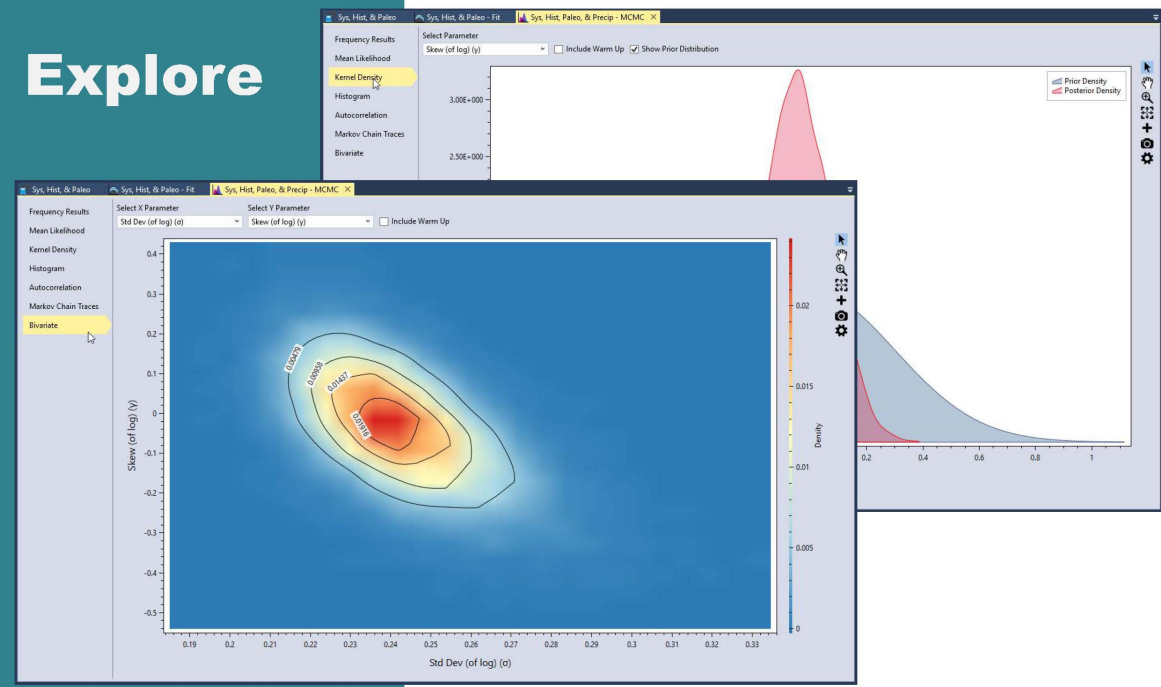 Explore
Sys, Hist, & Paleo
Sys, Hist, & Paleo - Fit
Sys, Hist, Paleo, & Precip - MCMC
Frequency Results
Mean Likelihood
Kernel Density
Histogram
Autocorrelation
Markov Chain Traces
Bivariate
Select Parameter
Skew (of log) (γ)
Include Warm Up
Show Prior Distribution
Prior Density
Posterior Density
3.00E+000
2.50E+000
0.2 0.4 0.6 0.8 1
Sys, Hist, & Paleo
Sys, Hist, & Paleo - Fit
Sys, Hist, Paleo, & Precip - MCMC
Frequency Results
Mean Likelihood
Kernel Density
Histogram
Autocorrelation
Markov Chain Traces
Bivariate
Select X Parameter
Std Dev (of log) (σ)
Select Y Parameter
Skew (of log) (γ)
Include Warm Up
Skew (of log) (γ)
0.4
0.3
0.2
0.1
0
-0.1
-0.2
-0.3
-0.4
-0.5
0.00479
0.00958
0.01437
0.01916
0.19 0.2 0.21 0.22 0.23 0.24 0.25 0.26 0.27 0.28 0.29 0.3 0.31 0.32 0.33
Std Dev (of log) (σ)
0.02
0.015
0.01
0.005
0
Density